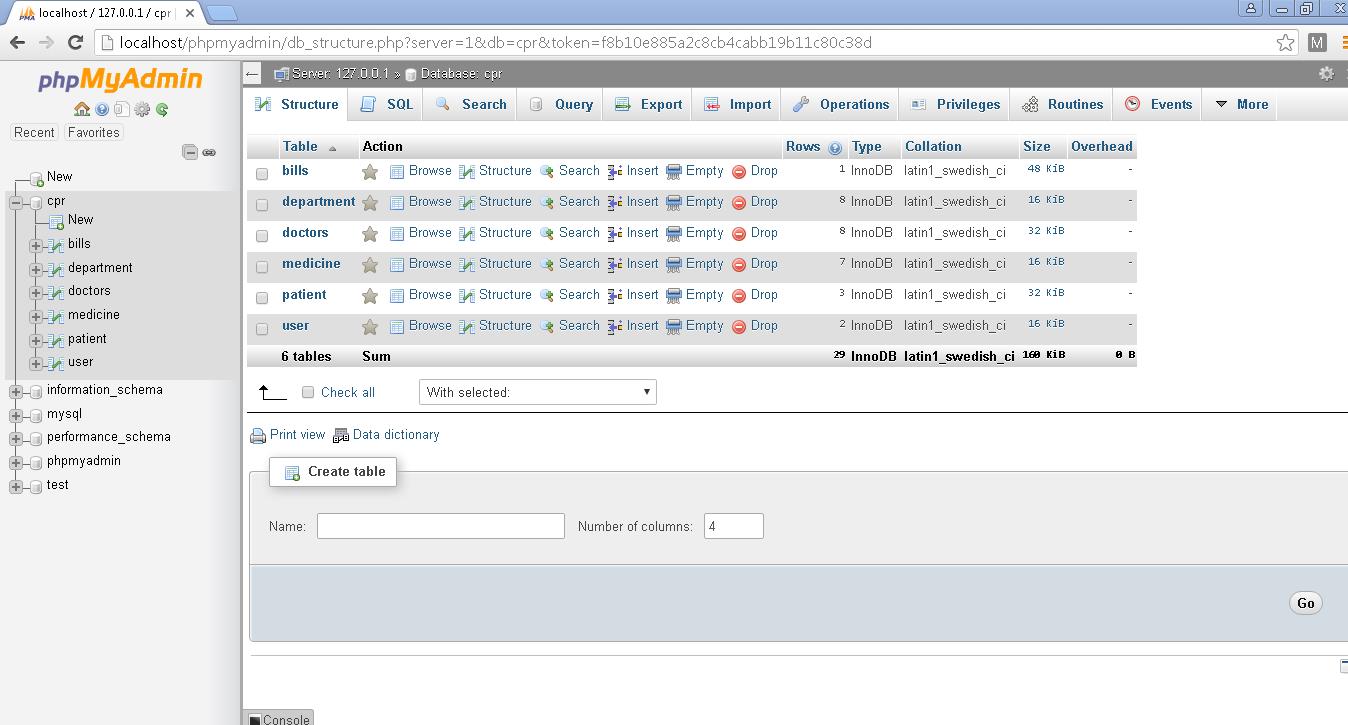 localhost / 127.0.0.1 / cpr
localhost/phpmyadmin/db_structure.php?server=1&db=cpr&token=f8b10e885a2c8cb4cabb19b11c80c38d
M
phpMyAdmin
Recent Favorites
New
cpr
New
bills
department
doctors
medicine
patient
user
information_schema
mysql
performance_schema
phpmyadmin
test
Server: 127.0.0.1 » Database: cpr
Structure SQL Search Query Export Import Operations Privileges Routines Events More
Table Action Rows Type Collation Size Overhead
bills Browse Structure Search Insert Empty Drop 1 InnoDB latin1_swedish_ci 48 KiB -
department Browse Structure Search Insert Empty Drop 8 InnoDB latin1_swedish_ci 16 KiB -
doctors Browse Structure Search Insert Empty Drop 8 InnoDB latin1_swedish_ci 32 KiB -
medicine Browse Structure Search Insert Empty Drop 7 InnoDB latin1_swedish_ci 16 KiB -
patient Browse Structure Search Insert Empty Drop 3 InnoDB latin1_swedish_ci 32 KiB -
user Browse Structure Search Insert Empty Drop 2 InnoDB latin1_swedish_ci 16 KiB -
6 tables Sum 29 InnoDB latin1_swedish_ci 160 KiB 0 B
Check all With selected:
Print view Data dictionary
Create table
Name: Number of columns: 4
Go
Console